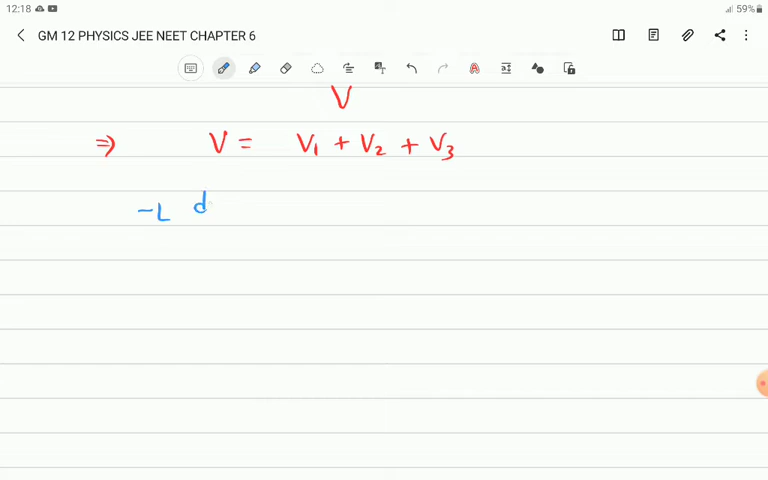 12:18 59%
GM 12 PHYSICS JEE NEET CHAPTER 6
V
⇒ V = V₁ + V₂ + V₃
-L d